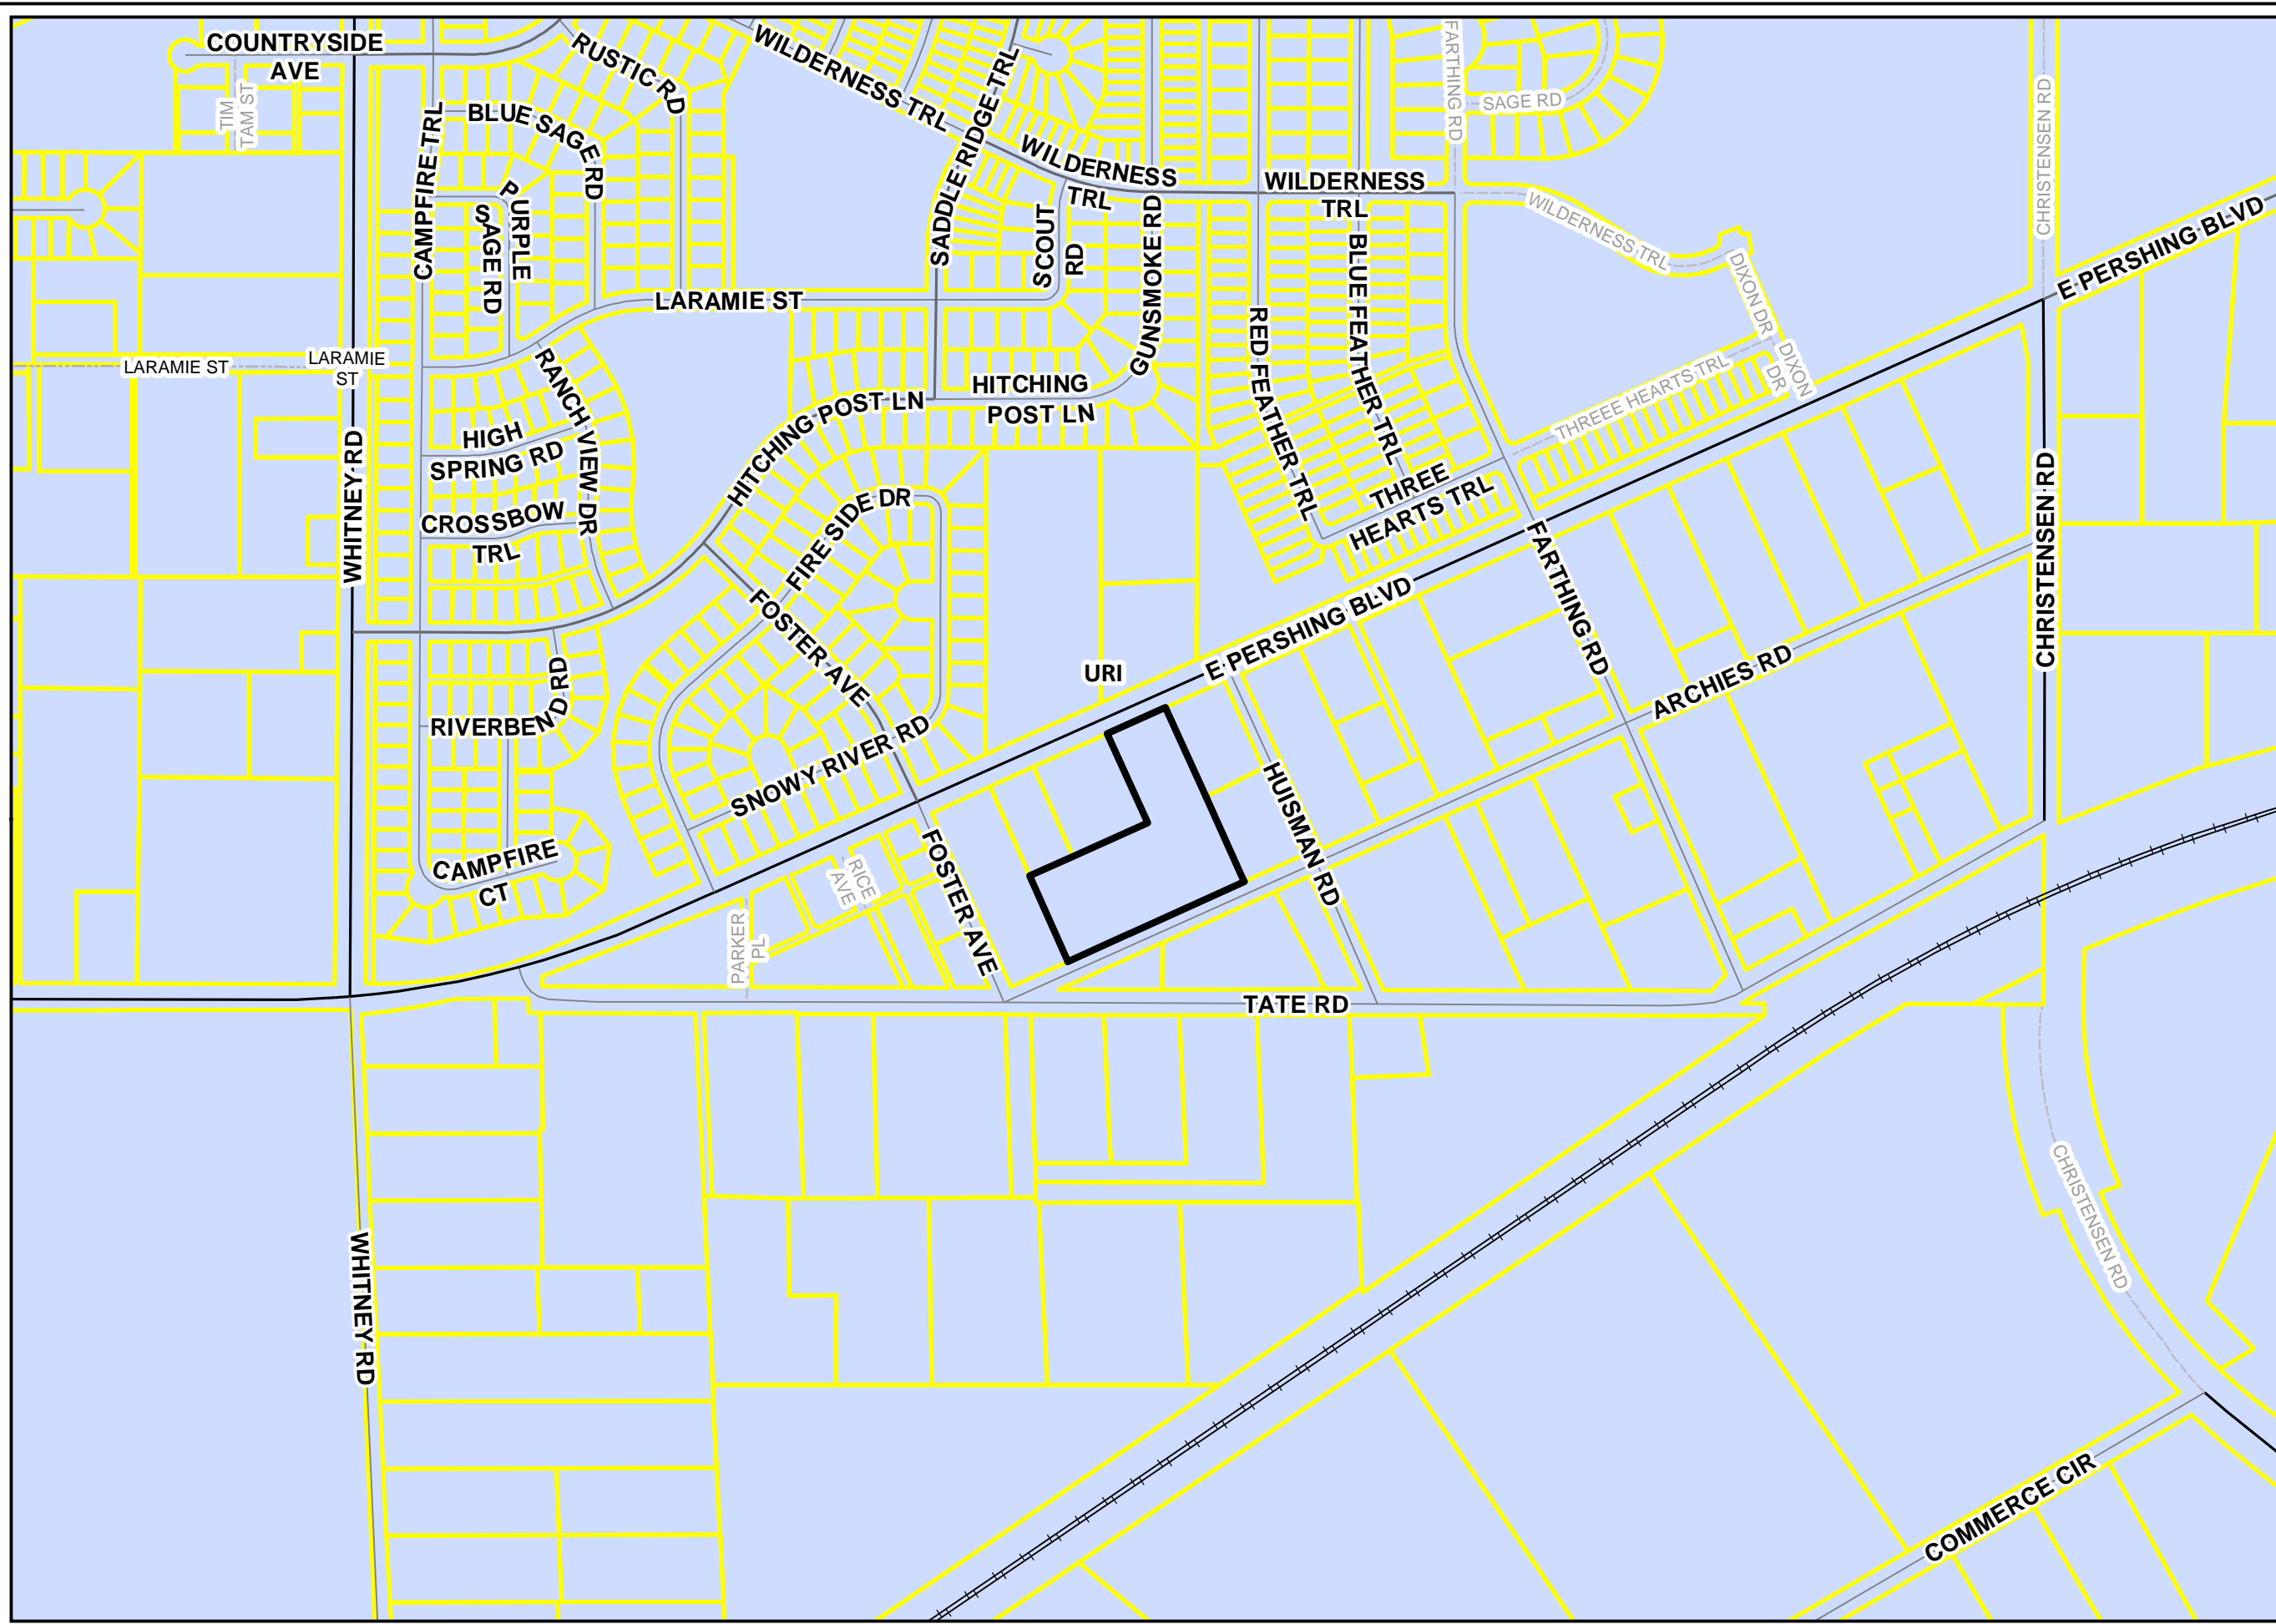 COUNTRYSIDE
AVE
TIM
TAM ST
RUSTIC RD
WILDERNESS TRL
SADDLE RIDGE TRL
FARTHING RD
SAGE RD
CHRISTENSEN RD
CAMPFIRE TRL
BLUE SAGE RD
PURPLE
SAGE RD
WILDERNESS
TRL
WILDERNESS
TRL
WILDERNESS TRL
DIXON DR
E PERSHING BLVD
SCOUT
RD
GUNSMOKE RD
BLUE FEATHER TRL
RED FEATHER TRL
LARAMIE ST
LARAMIE ST
LARAMIE
ST
RANCH VIEW DR
HITCHING
POST LN
HITCHING POST LN
THREEE HEARTS TRL
DIXON
DR
WHITNEY RD
HIGH
SPRING RD
CROSSBOW
TRL
FIRE SIDE DR
THREE
HEARTS TRL
CHRISTENSEN RD
FARTHING RD
E PERSHING BLVD
FOSTER AVE
URI
RIVERBEND RD
ARCHIES RD
SNOWY RIVER RD
HUISMAN RD
CAMPFIRE
CT
RICE
AVE
FOSTER AVE
PARKER
PL
TATE RD
CHRISTENSEN RD
WHITNEY RD
COMMERCE CIR